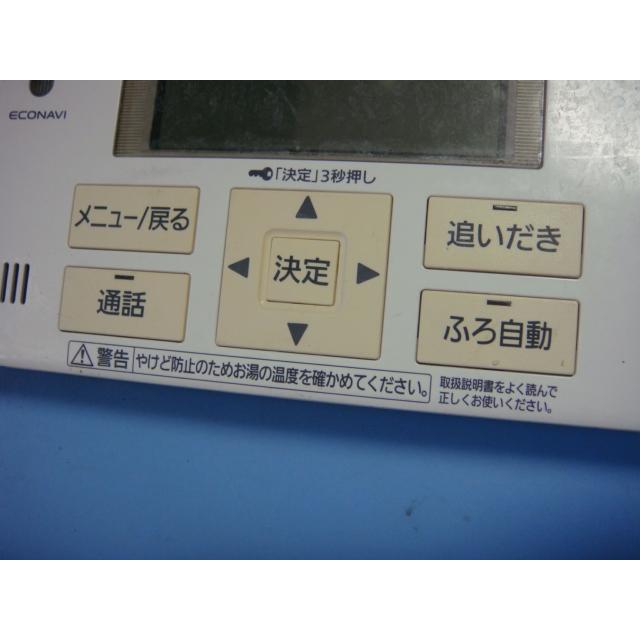 ECONAVI
「決定」3秒押し
メニュー/戻る
追いだき
決定
通話
ふろ自動
警告 やけど防止のためお湯の温度を確かめてください。
取扱説明書をよく読んで
正しくお使いください。